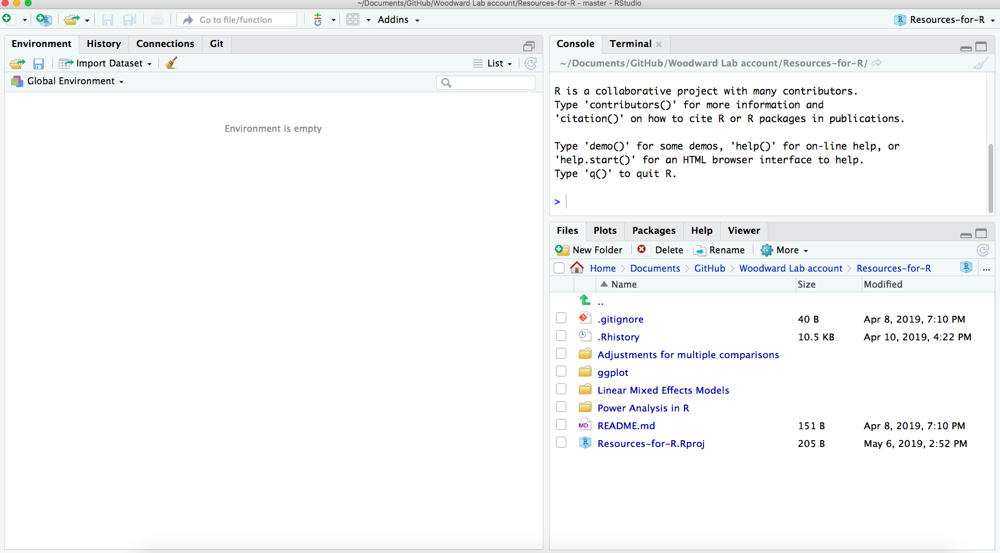 ~/Documents/GitHub/Woodward Lab account/Resources-for-R - master - RStudio
Go to file/function
Addins
Resources-for-R
Environment History Connections Git
Import Dataset
List
Global Environment
Environment is empty
Console Terminal
~/Documents/GitHub/Woodward Lab account/Resources-for-R/
R is a collaborative project with many contributors.
Type 'contributors()' for more information and
'citation()' on how to cite R or R packages in publications.
Type 'demo()' for some demos, 'help()' for on-line help, or
'help.start()' for an HTML browser interface to help.
Type 'q()' to quit R.
>
Files Plots Packages Help Viewer
New Folder Delete Rename More
Home Documents GitHub Woodward Lab account Resources-for-R ...
Name Size Modified
..
.gitignore 40 B Apr 8, 2019, 7:10 PM
.Rhistory 10.5 KB Apr 10, 2019, 4:22 PM
Adjustments for multiple comparisons
ggplot
Linear Mixed Effects Models
Power Analysis in R
MD README.md 151 B Apr 8, 2019, 7:10 PM
Resources-for-R.Rproj 205 B May 6, 2019, 2:52 PM